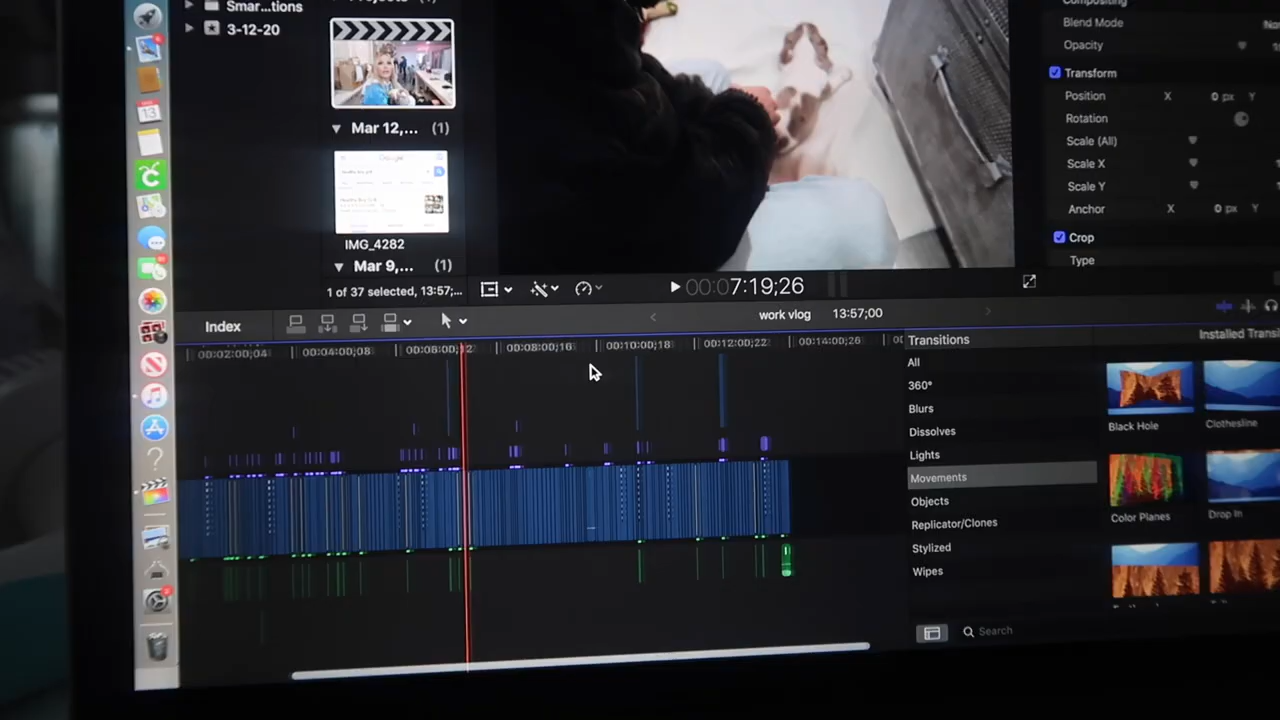 Smar...tions
3-12-20
Mar 12,... (1)
IMG_4282
Mar 9,... (1)
1 of 37 selected, 13:57;...
00:07:19;26
Index
work vlog 13:57;00
00:02:00;04 00:04:00;08 00:06:00;12 00:08:00;16 00:10:00;18 00:12:00;22 00:14:00;26
Compositing
Blend Mode
Opacity
Transform
Position X 0 px Y
Rotation
Scale (All)
Scale X
Scale Y
Anchor X 0 px Y
Crop
Type
Transitions
Installed Transi
All
360°
Blurs
Dissolves
Lights
Movements
Objects
Replicator/Clones
Stylized
Wipes
Black Hole
Clothesline
Color Planes
Drop In
Search
13